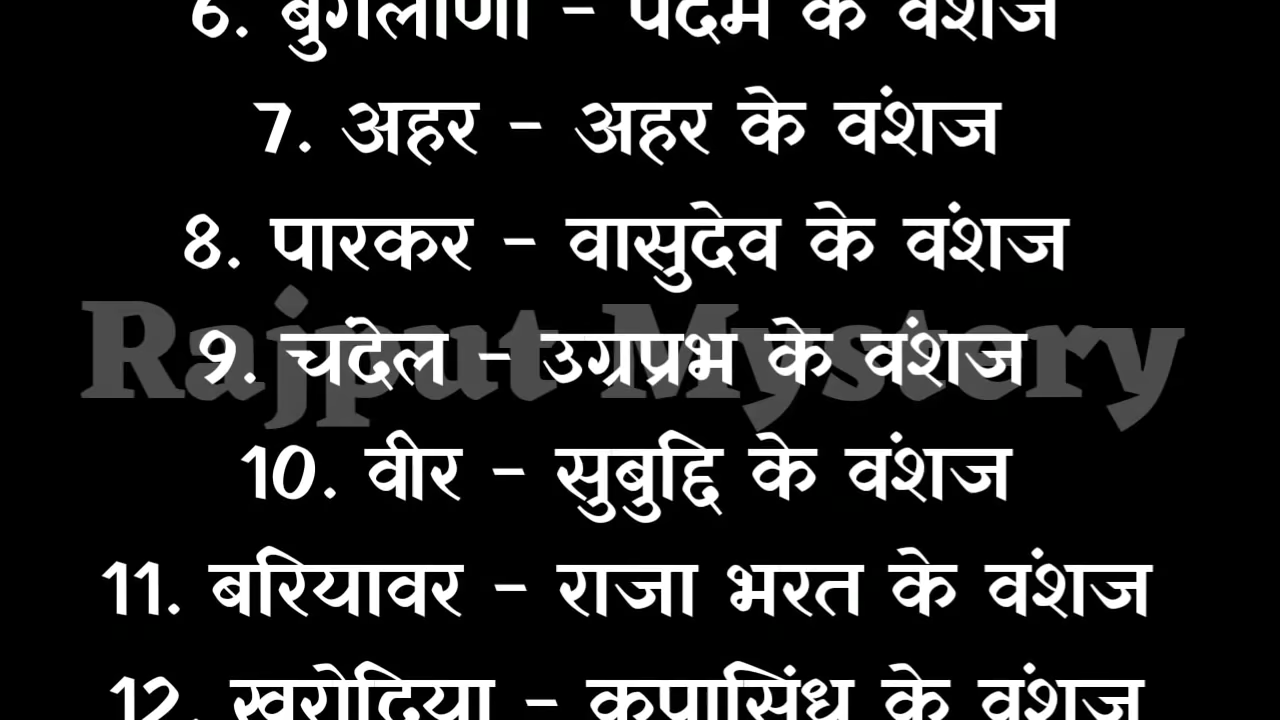 6. बुगलाणा - पदम के वंशज
7. अहर - अहर के वंशज
8. पारकर - वासुदेव के वंशज
Rajput Mystery
9. चदेंल - उग्रप्रभ के वंशज
10. वीर - सुबुद्दि के वंशज
11. बरियावर - राजा भरत के वंशज
12. खरोदिया - के वंशज